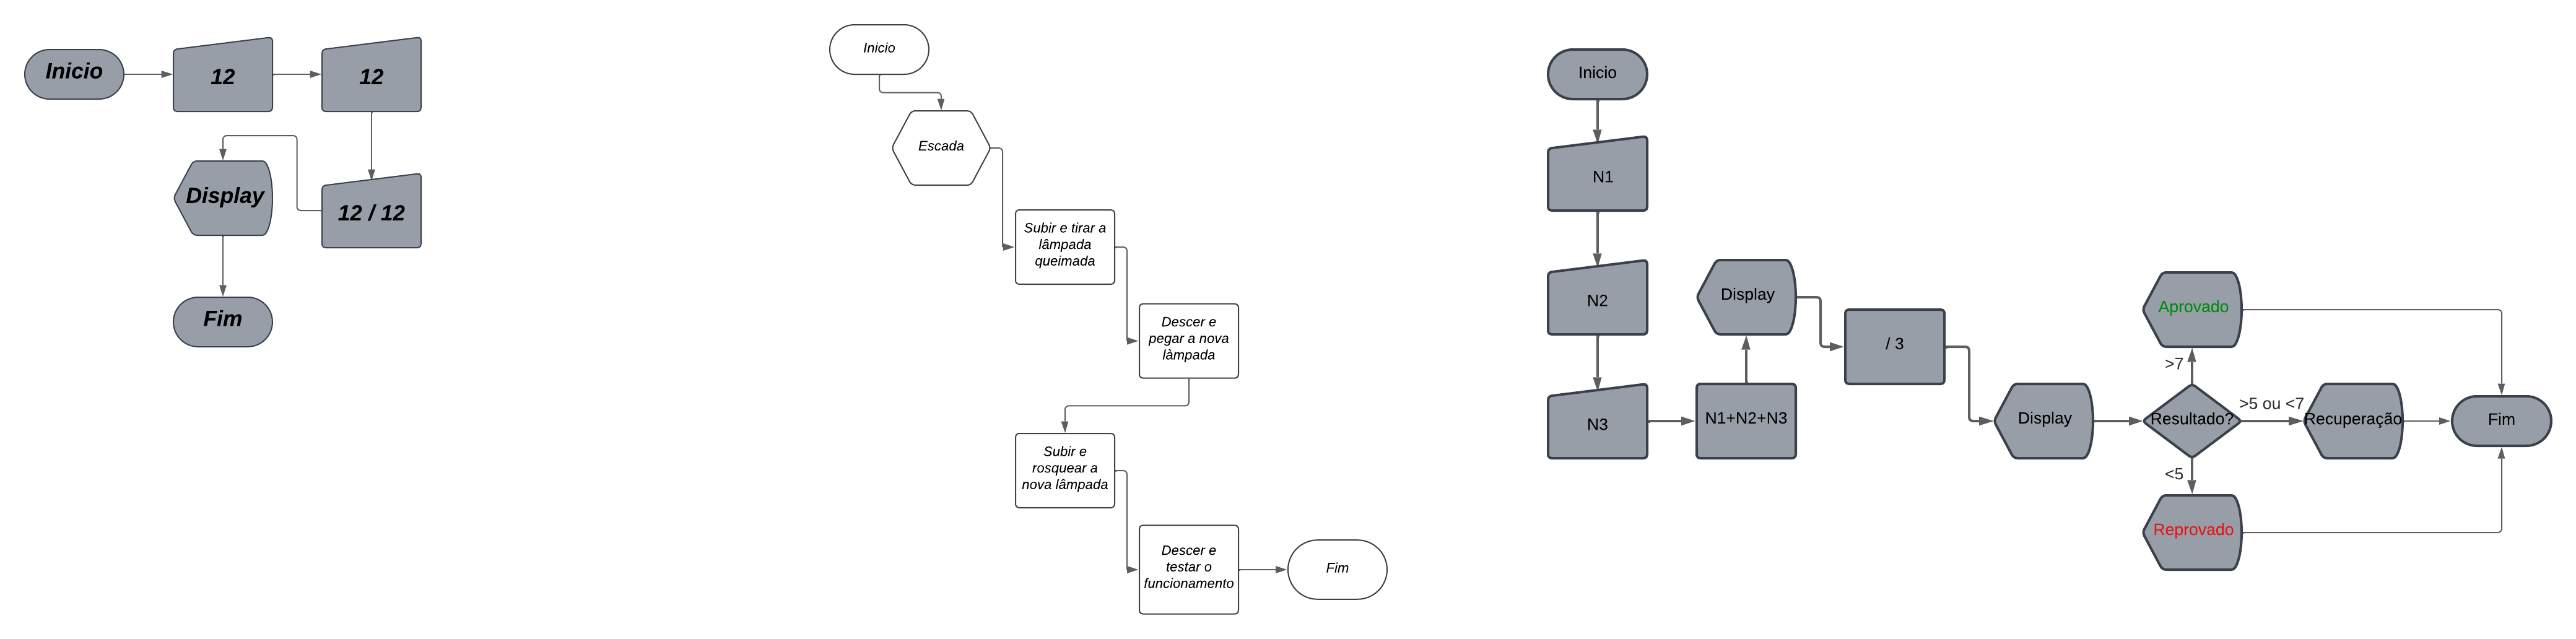 Inicio
12
12
12 / 12
Display
Fim
Inicio
Escada
Subir e tirar a
lâmpada
queimada
Descer e
pegar a nova
làmpada
Subir e
rosquear a
nova lâmpada
Descer e
testar o
funcionamento
Fim
Inicio
N1
N2
N3
N1+N2+N3
Display
/ 3
Display
Resultado?
>7
Aprovado
>5 ou <7
Recuperação
<5
Reprovado
Fim